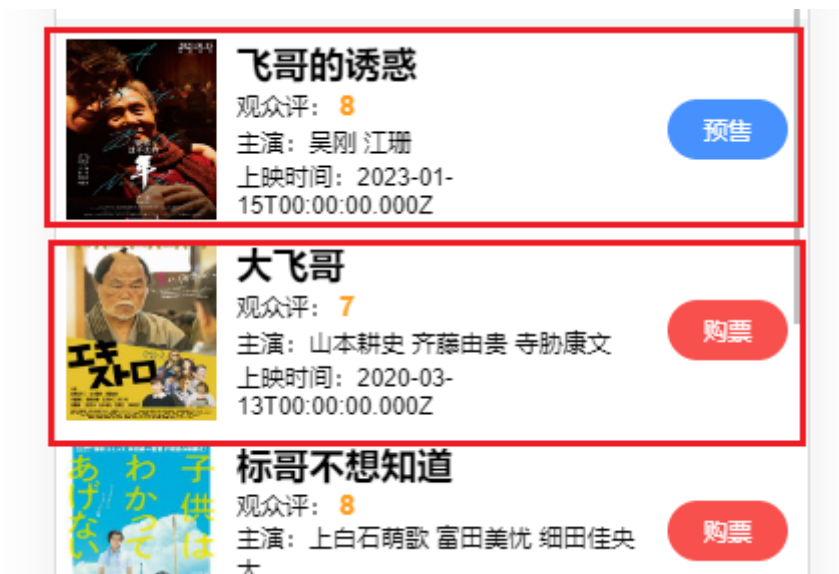 飞哥的诱惑
观众评：8
主演：吴刚 江珊
上映时间：2023-01-
15T00:00:00.000Z
预售
年
大飞哥
观众评：7
主演：山本耕史 齐藤由贵 寺胁康文
上映时间：2020-03-
13T00:00:00.000Z
购票
エキ
ストロ
标哥不想知道
观众评：8
主演：上白石萌歌 富田美忧 细田佳央
购票
子供は
わかって
あげない